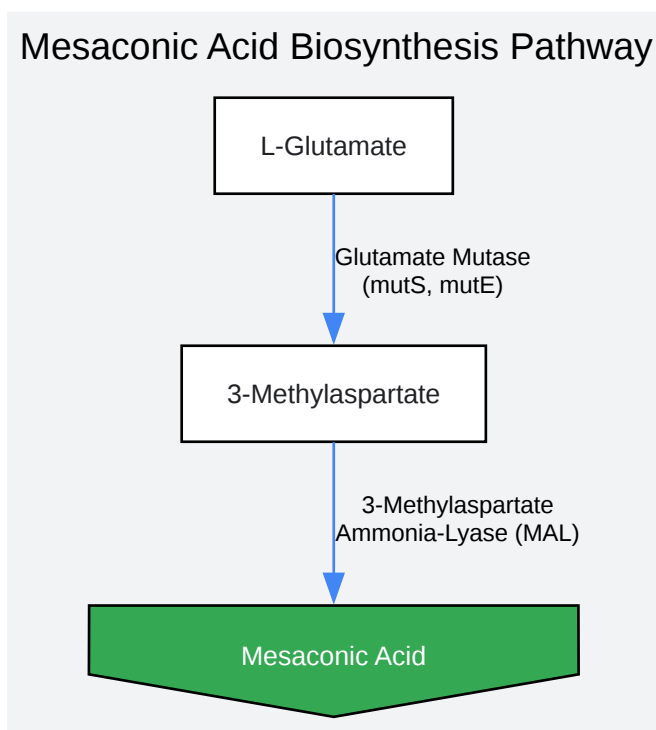 Mesaconic Acid Biosynthesis Pathway
L-Glutamate
Glutamate Mutase
(mutS, mutE)
3-Methylaspartate
3-Methylaspartate
Ammonia-Lyase (MAL)
Mesaconic Acid